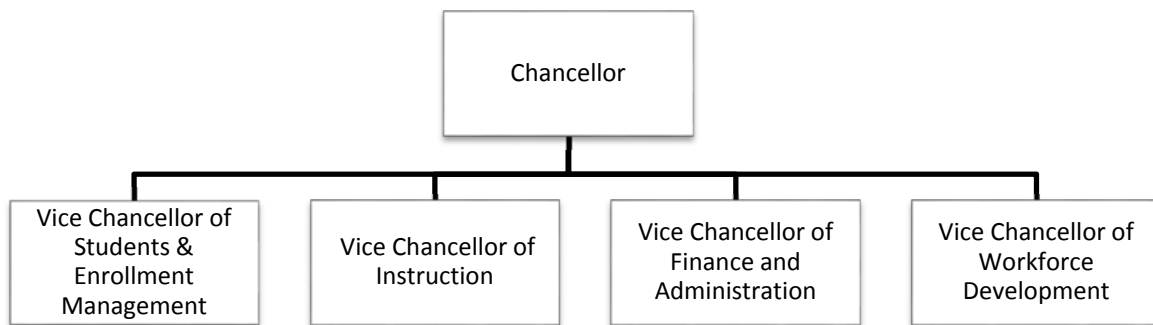 Chancellor
Vice Chancellor of
Students &
Enrollment
Management
Vice Chancellor of
Instruction
Vice Chancellor of
Finance and
Administration
Vice Chancellor of
Workforce
Development